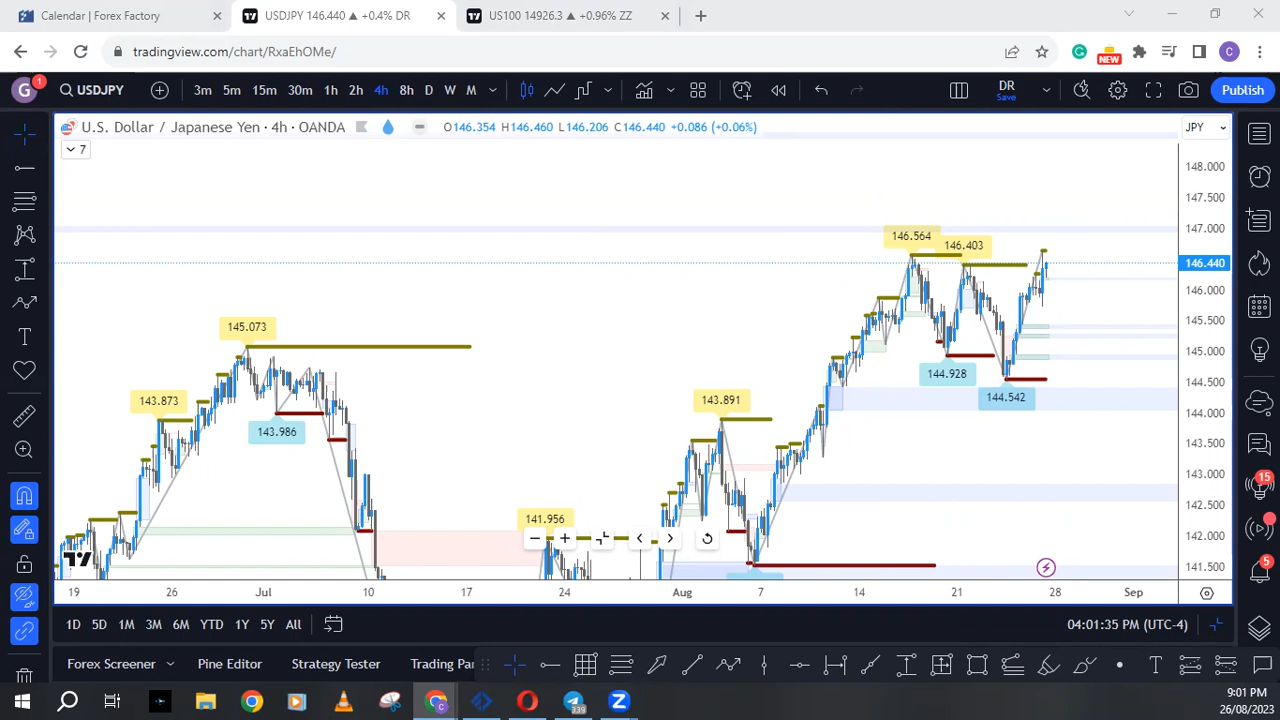 Calendar | Forex Factory
USDJPY 146.440 ▲ +0.4% DR
US100 14926.3 ▲ +0.96% ZZ
tradingview.com/chart/RxaEhOMe/
NEW
C
G
1
USDJPY
3m 5m 15m 30m 1h 2h 4h 8h D W M
DR
Save
Publish
U.S. Dollar / Japanese Yen · 4h · OANDA
O146.354 H146.460 L146.206 C146.440 +0.086 (+0.06%)
JPY
7
148.000
147.500
147.000
146.564
146.403
146.440
146.000
145.073
145.500
145.000
144.928
144.542
144.500
143.873
143.891
144.000
143.986
143.500
143.000
15
142.500
141.956
142.000
141.500
5
19 26 Jul 10 17 24 Aug 7 14 21 28 Sep
1D 5D 1M 3M 6M YTD 1Y 5Y All
04:01:35 PM (UTC-4)
Forex Screener Pine Editor Strategy Tester Trading Pa
339
9:01 PM
26/08/2023